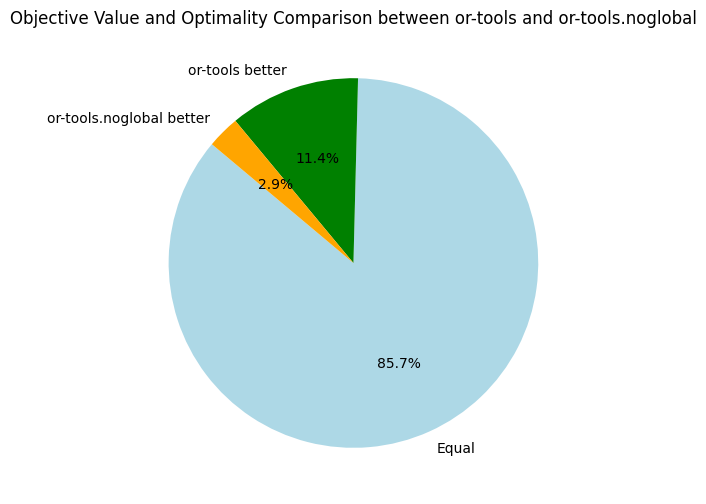 Objective Value and Optimality Comparison between or-tools and or-tools.noglobal
or-tools better
or-tools.noglobal better
11.4%
2.9%
85.7%
Equal